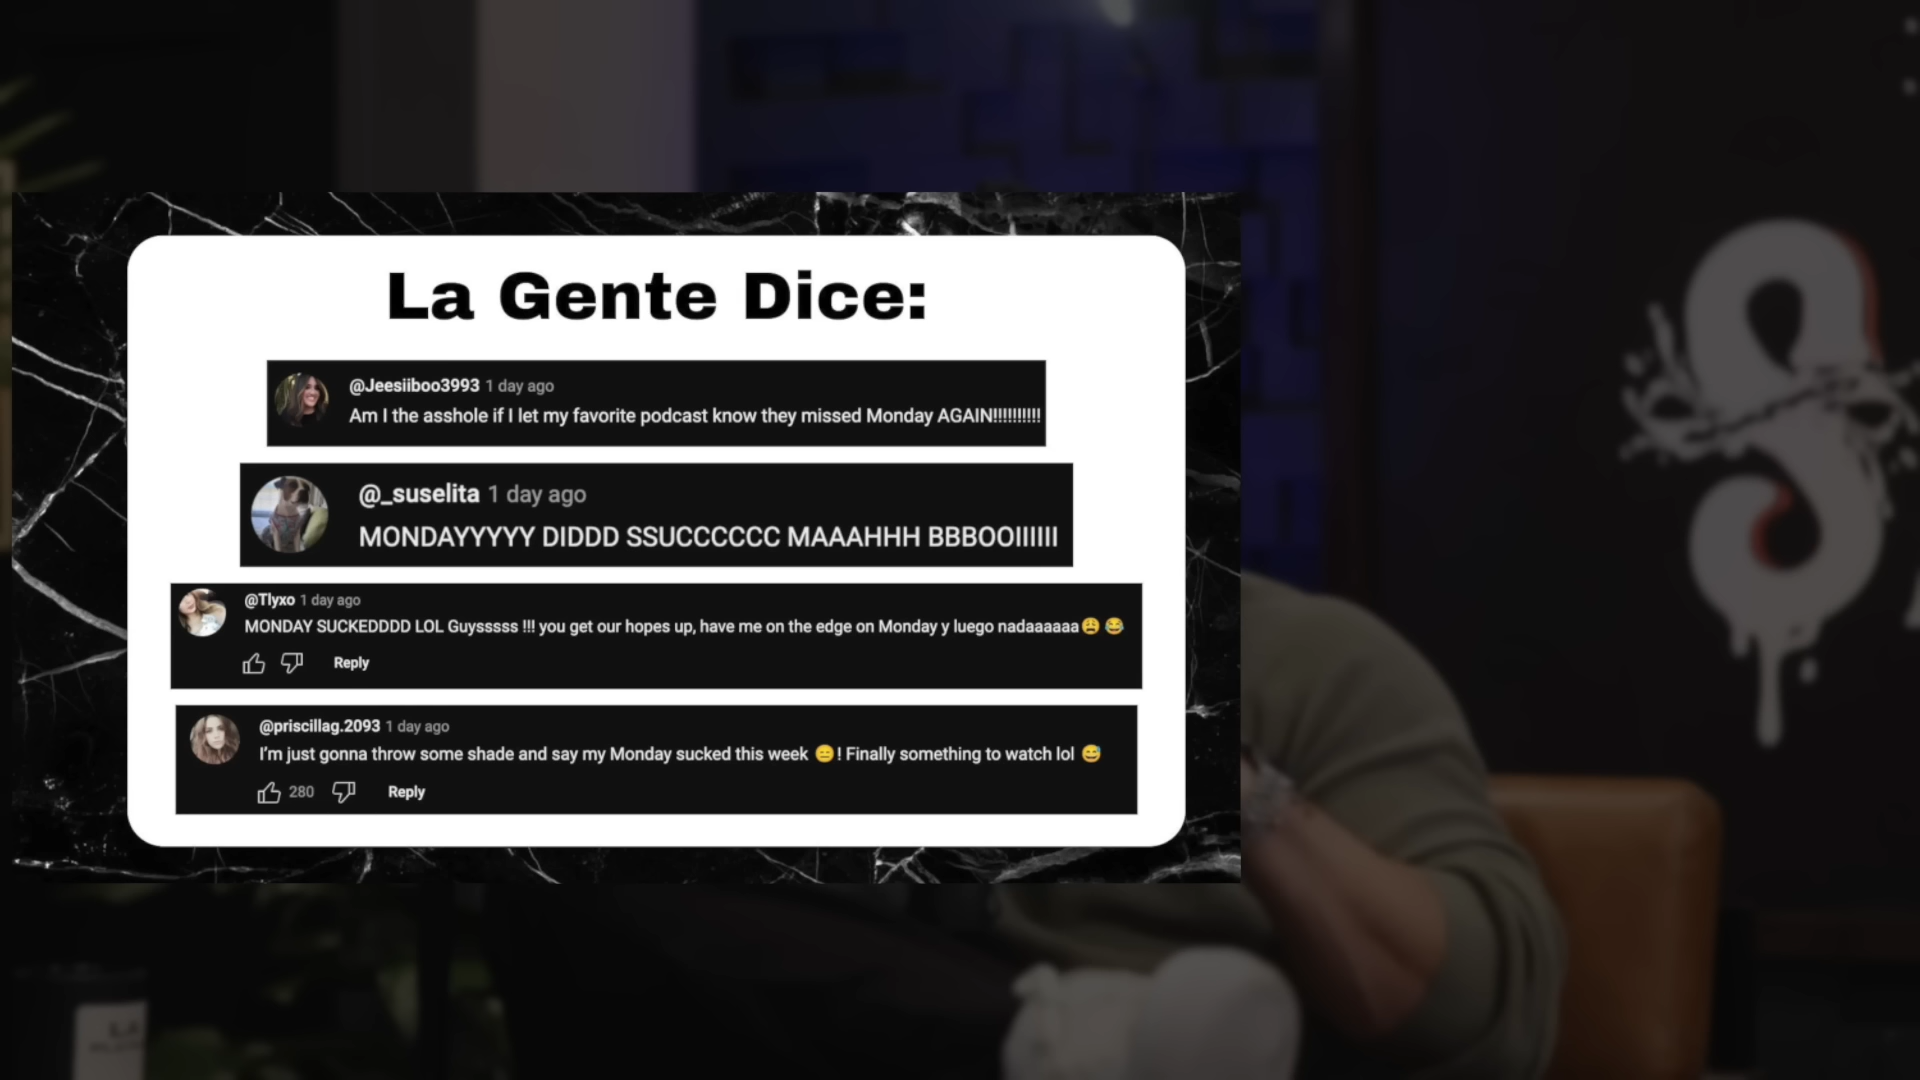 La Gente Dice:
@Jeesiiboo3993 1 day ago
Am I the asshole if I let my favorite podcast know they missed Monday AGAIN!!!!!!!!!!
@_suselita 1 day ago
MONDAYYYYY DIDDD SSUCCCCCC MAAAHHH BBBOOIIIIII
@Tlyxo 1 day ago
MONDAY SUCKEDDDD LOL Guysssss !!! you get our hopes up, have me on the edge on Monday y luego nadaaaaaa😩 😂
Reply
@priscillag.2093 1 day ago
I'm just gonna throw some shade and say my Monday sucked this week 😑! Finally something to watch lol 😅
280 Reply